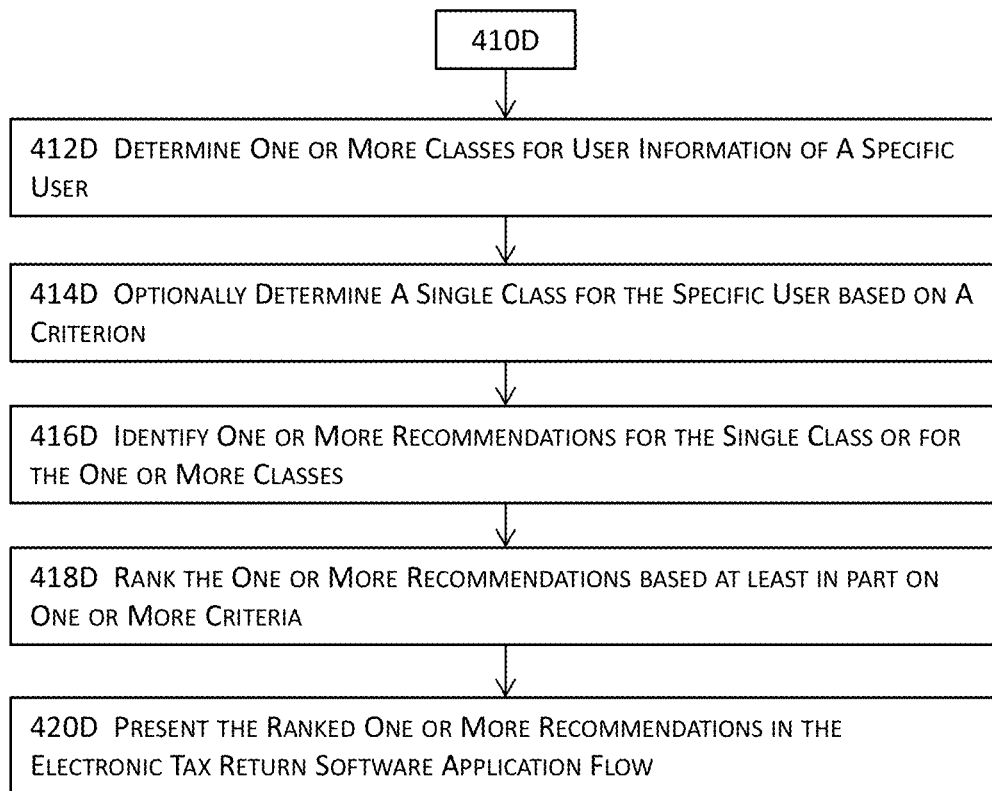 410D
412D DETERMINE ONE OR MORE CLASSES FOR USER INFORMATION OF A SPECIFIC
USER
414D OPTIONALLY DETERMINE A SINGLE CLASS FOR THE SPECIFIC USER BASED ON A
CRITERION
416D IDENTIFY ONE OR MORE RECOMMENDATIONS FOR THE SINGLE CLASS OR FOR
THE ONE OR MORE CLASSES
418D RANK THE ONE OR MORE RECOMMENDATIONS BASED AT LEAST IN PART ON
ONE OR MORE CRITERIA
420D PRESENT THE RANKED ONE OR MORE RECOMMENDATIONS IN THE
ELECTRONIC TAX RETURN SOFTWARE APPLICATION FLOW